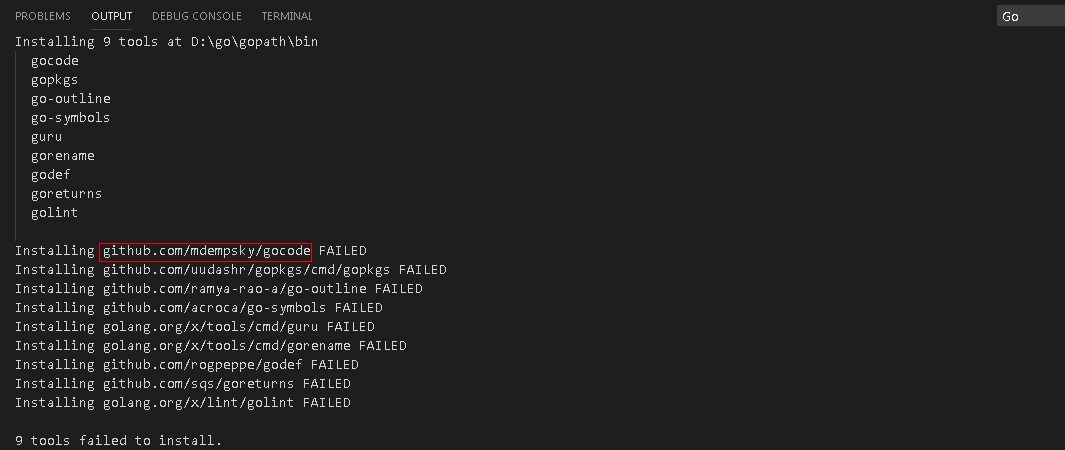 PROBLEMS OUTPUT DEBUG CONSOLE TERMINAL Go
Installing 9 tools at D:\go\gopath\bin
gocode
gopkgs
go-outline
go-symbols
guru
gorename
godef
goreturns
golint
Installing github.com/mdempsky/gocode FAILED
Installing github.com/uudashr/gopkgs/cmd/gopkgs FAILED
Installing github.com/ramya-rao-a/go-outline FAILED
Installing github.com/acroca/go-symbols FAILED
Installing golang.org/x/tools/cmd/guru FAILED
Installing golang.org/x/tools/cmd/gorename FAILED
Installing github.com/rogpeppe/godef FAILED
Installing github.com/sqs/goreturns FAILED
Installing golang.org/x/lint/golint FAILED
9 tools failed to install.